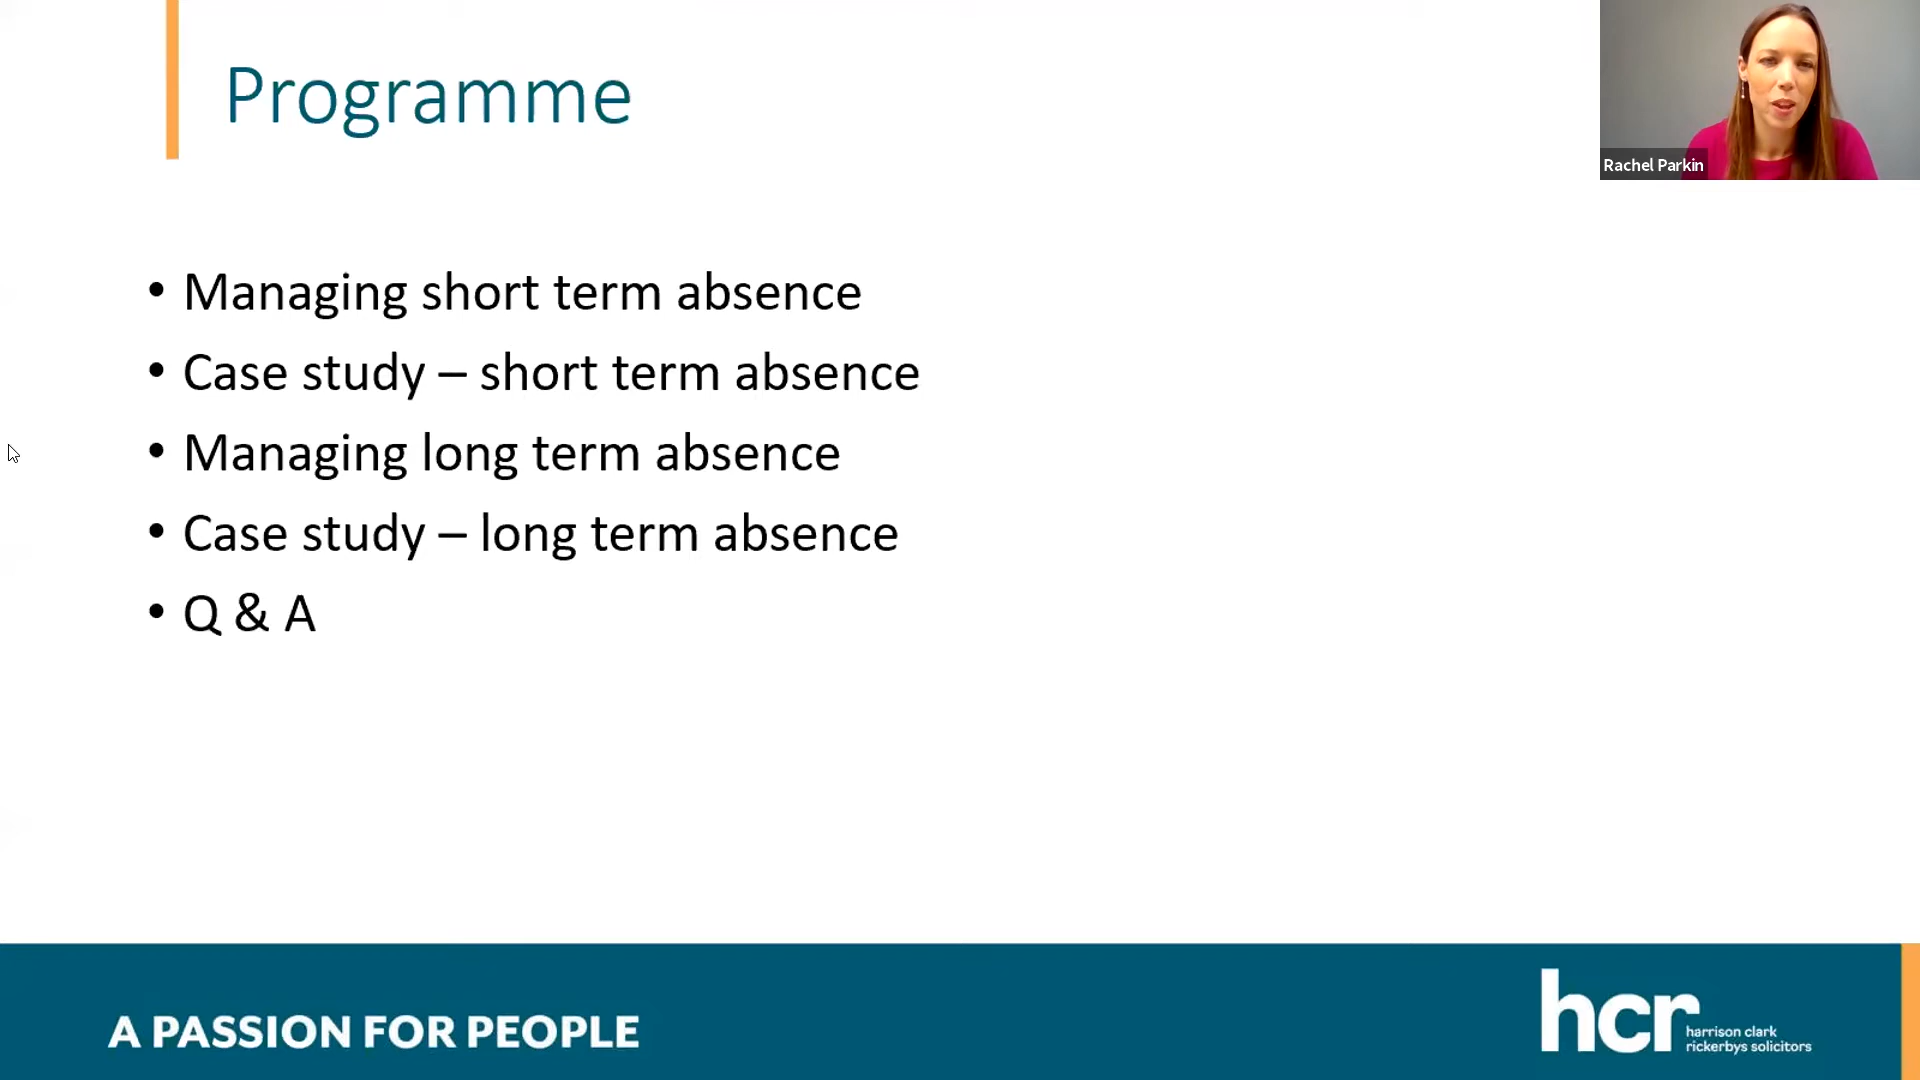 Programme
Rachel Parkin
• Managing short term absence
• Case study – short term absence
• Managing long term absence
• Case study – long term absence
• Q & A
A PASSION FOR PEOPLE
hcr
harrison clark
rickerbys solicitors